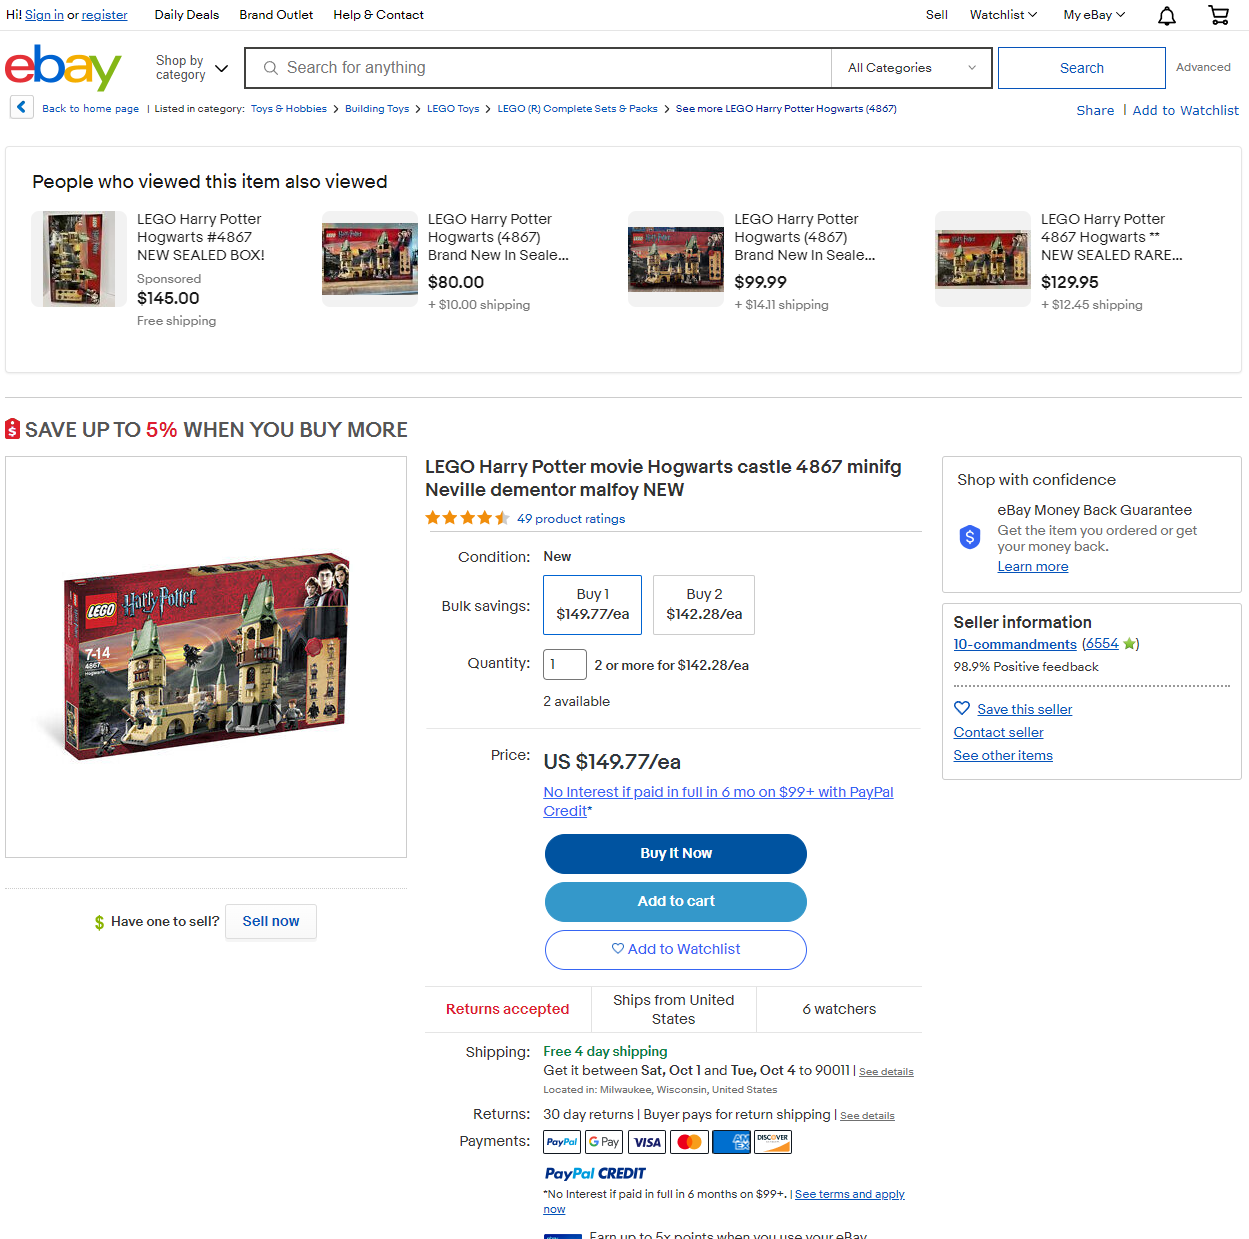 Hi! Sign in or register
Daily Deals
Brand Outlet
Help & Contact
Sell
Watchlist
My eBay
ebay
Shop by
category
Search for anything
All Categories
Search
Advanced
Back to home page | Listed in category: Toys & Hobbies > Building Toys > LEGO Toys > LEGO (R) Complete Sets & Packs > See more LEGO Harry Potter Hogwarts (4867)
Share | Add to Watchlist
People who viewed this item also viewed
LEGO Harry Potter
Hogwarts #4867
NEW SEALED BOX!
Sponsored
$145.00
Free shipping
LEGO Harry Potter
Hogwarts (4867)
Brand New In Seale...
$80.00
+ $10.00 shipping
LEGO Harry Potter
Hogwarts (4867)
Brand New In Seale...
$99.99
+ $14.11 shipping
LEGO Harry Potter
4867 Hogwarts **
NEW SEALED RARE...
$129.95
+ $12.45 shipping
SAVE UP TO 5% WHEN YOU BUY MORE
LEGO
Harry Potter
7-14
4867
Hogwarts
Have one to sell?
Sell now
LEGO Harry Potter movie Hogwarts castle 4867 minifg
Neville dementor malfoy NEW
49 product ratings
Condition: New
Bulk savings:
Buy 1
$149.77/ea
Buy 2
$142.28/ea
Quantity: 1 2 or more for $142.28/ea
2 available
Price: US $149.77/ea
No Interest if paid in full in 6 mo on $99+ with PayPal
Credit*
Buy It Now
Add to cart
Add to Watchlist
Returns accepted
Ships from United
States
6 watchers
Shipping: Free 4 day shipping
Get it between Sat, Oct 1 and Tue, Oct 4 to 90011 | See details
Located in: Milwaukee, Wisconsin, United States
Returns: 30 day returns | Buyer pays for return shipping | See details
Payments: PayPal G Pay VISA AM EX DISCOVER
PayPal CREDIT
*No Interest if paid in full in 6 months on $99+. | See terms and apply
now
Earn up to 5x points when you use your eBay
Shop with confidence
eBay Money Back Guarantee
Get the item you ordered or get
your money back.
Learn more
Seller information
10-commandments (6554)
98.9% Positive feedback
Save this seller
Contact seller
See other items